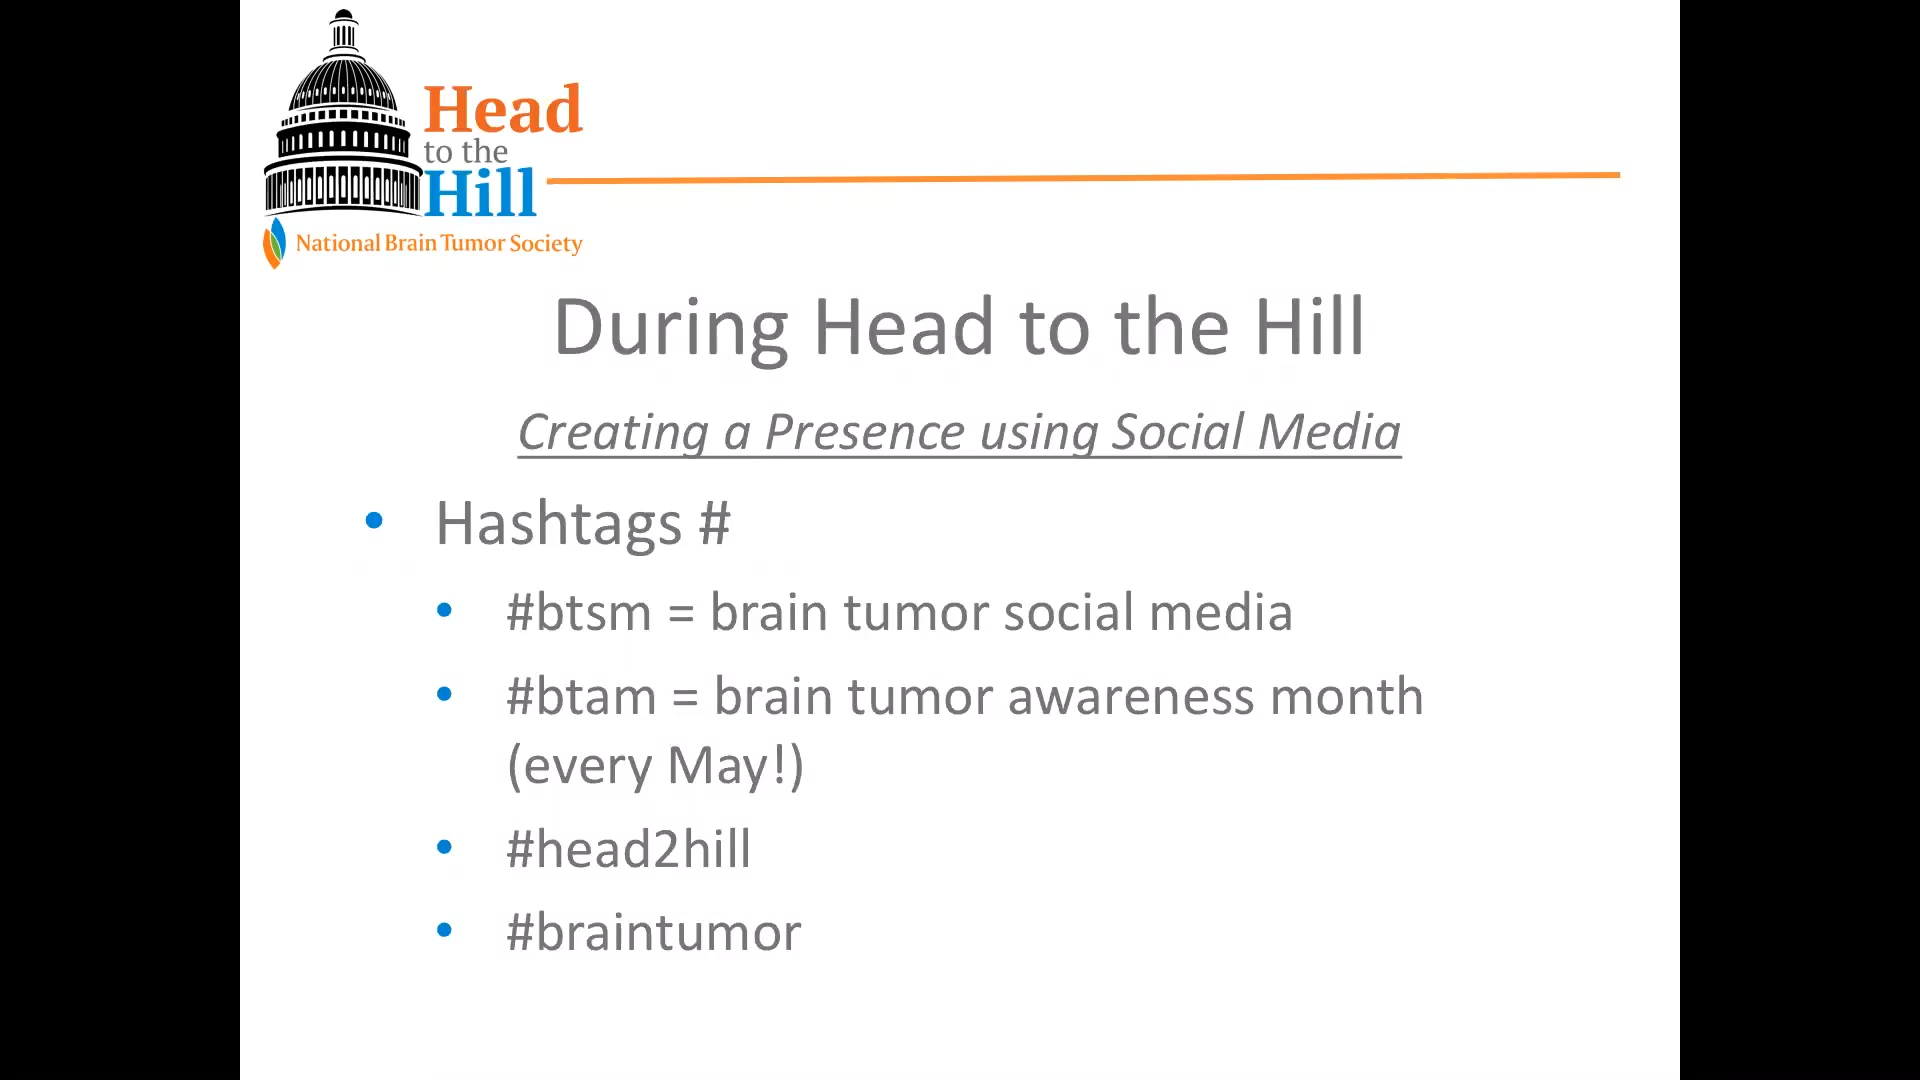 Head
to the
Hill
National Brain Tumor Society
During Head to the Hill
Creating a Presence using Social Media
• Hashtags #
• #btsm = brain tumor social media
• #btam = brain tumor awareness month
(every May!)
• #head2hill
• #braintumor